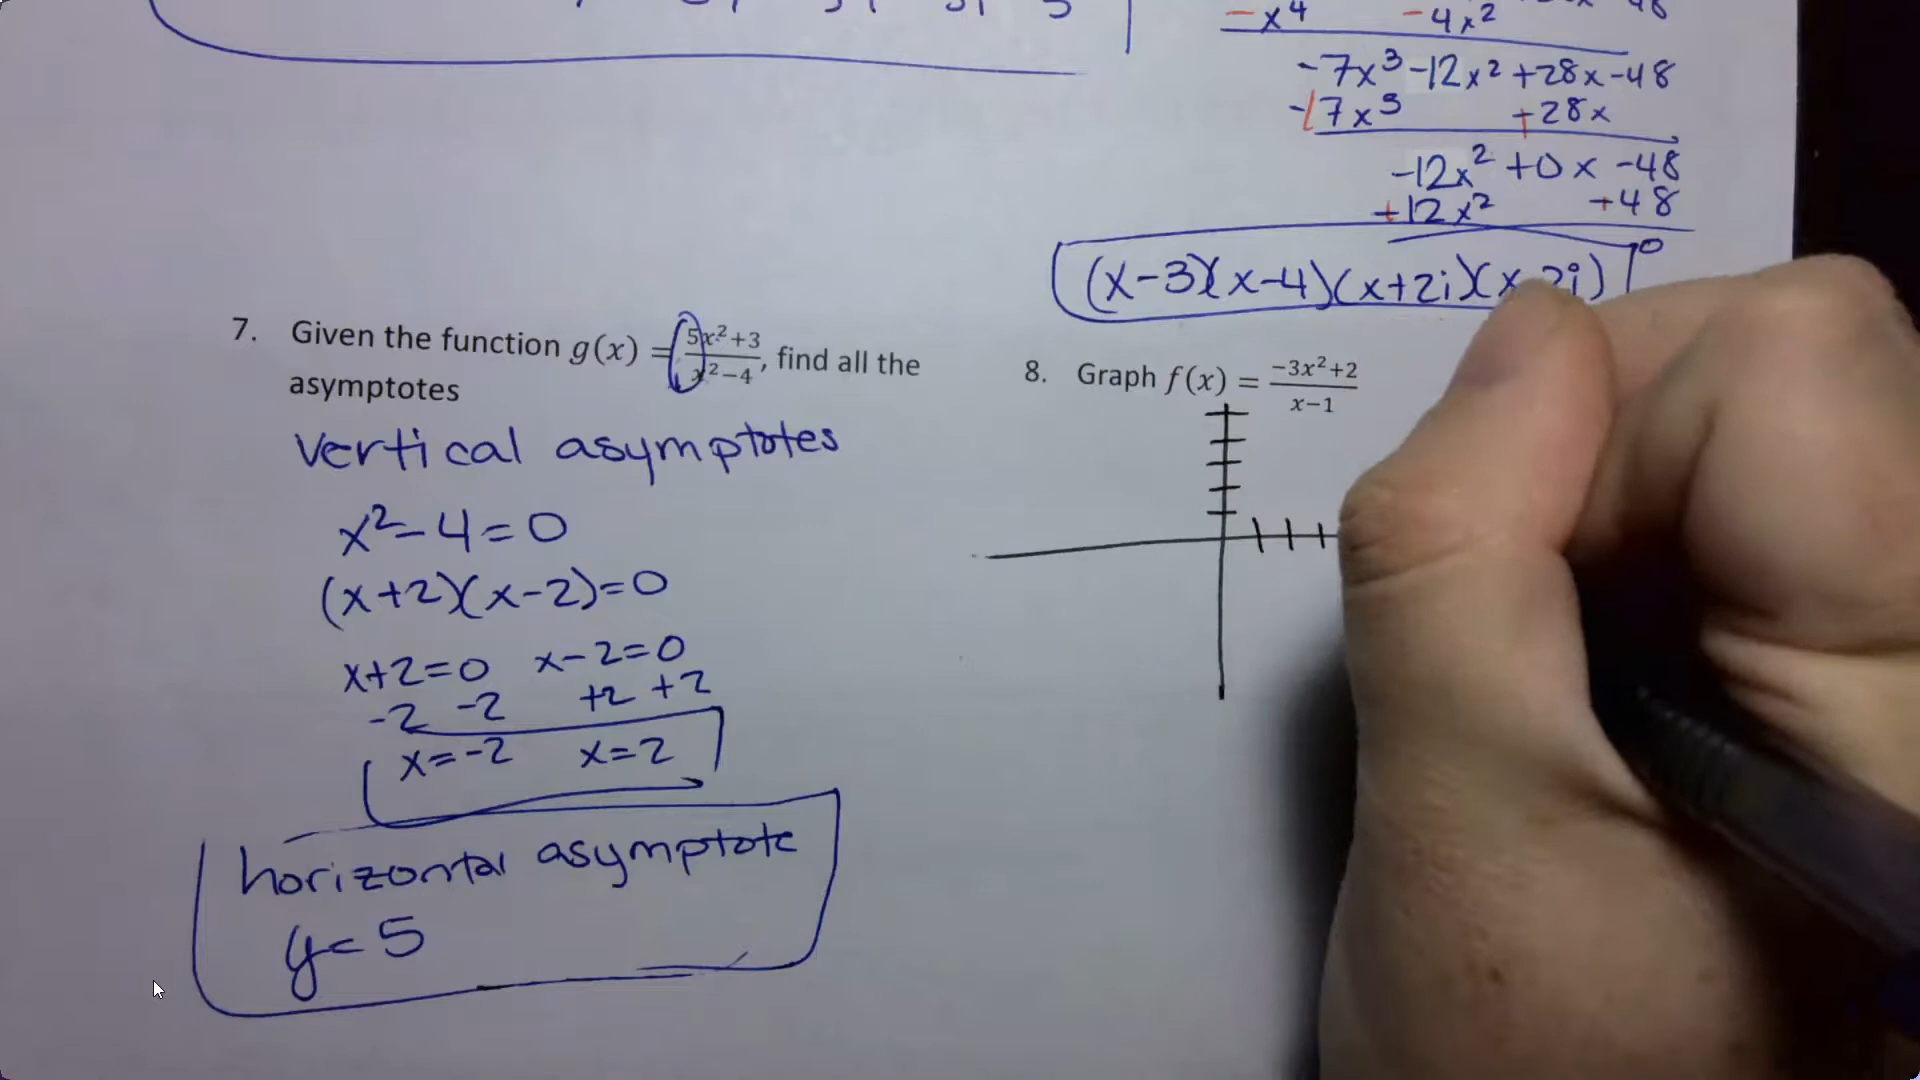 -x⁴ -4x²
-7x³-12x²+28x-48
-7x³ +28x
-12x²+0x-48
+12x² +48
0
(x-3)(x-4)(x+2i)(x-2i)
7. Given the function g(x) = (5x²+3)/(x²-4), find all the
asymptotes
vertical asymptotes
x²-4=0
(x+2)(x-2)=0
x+2=0 x-2=0
-2 -2 +2 +2
x=-2 x=2
horizontal asymptote
y=5
8. Graph f(x) = (-3x²+2)/(x-1)